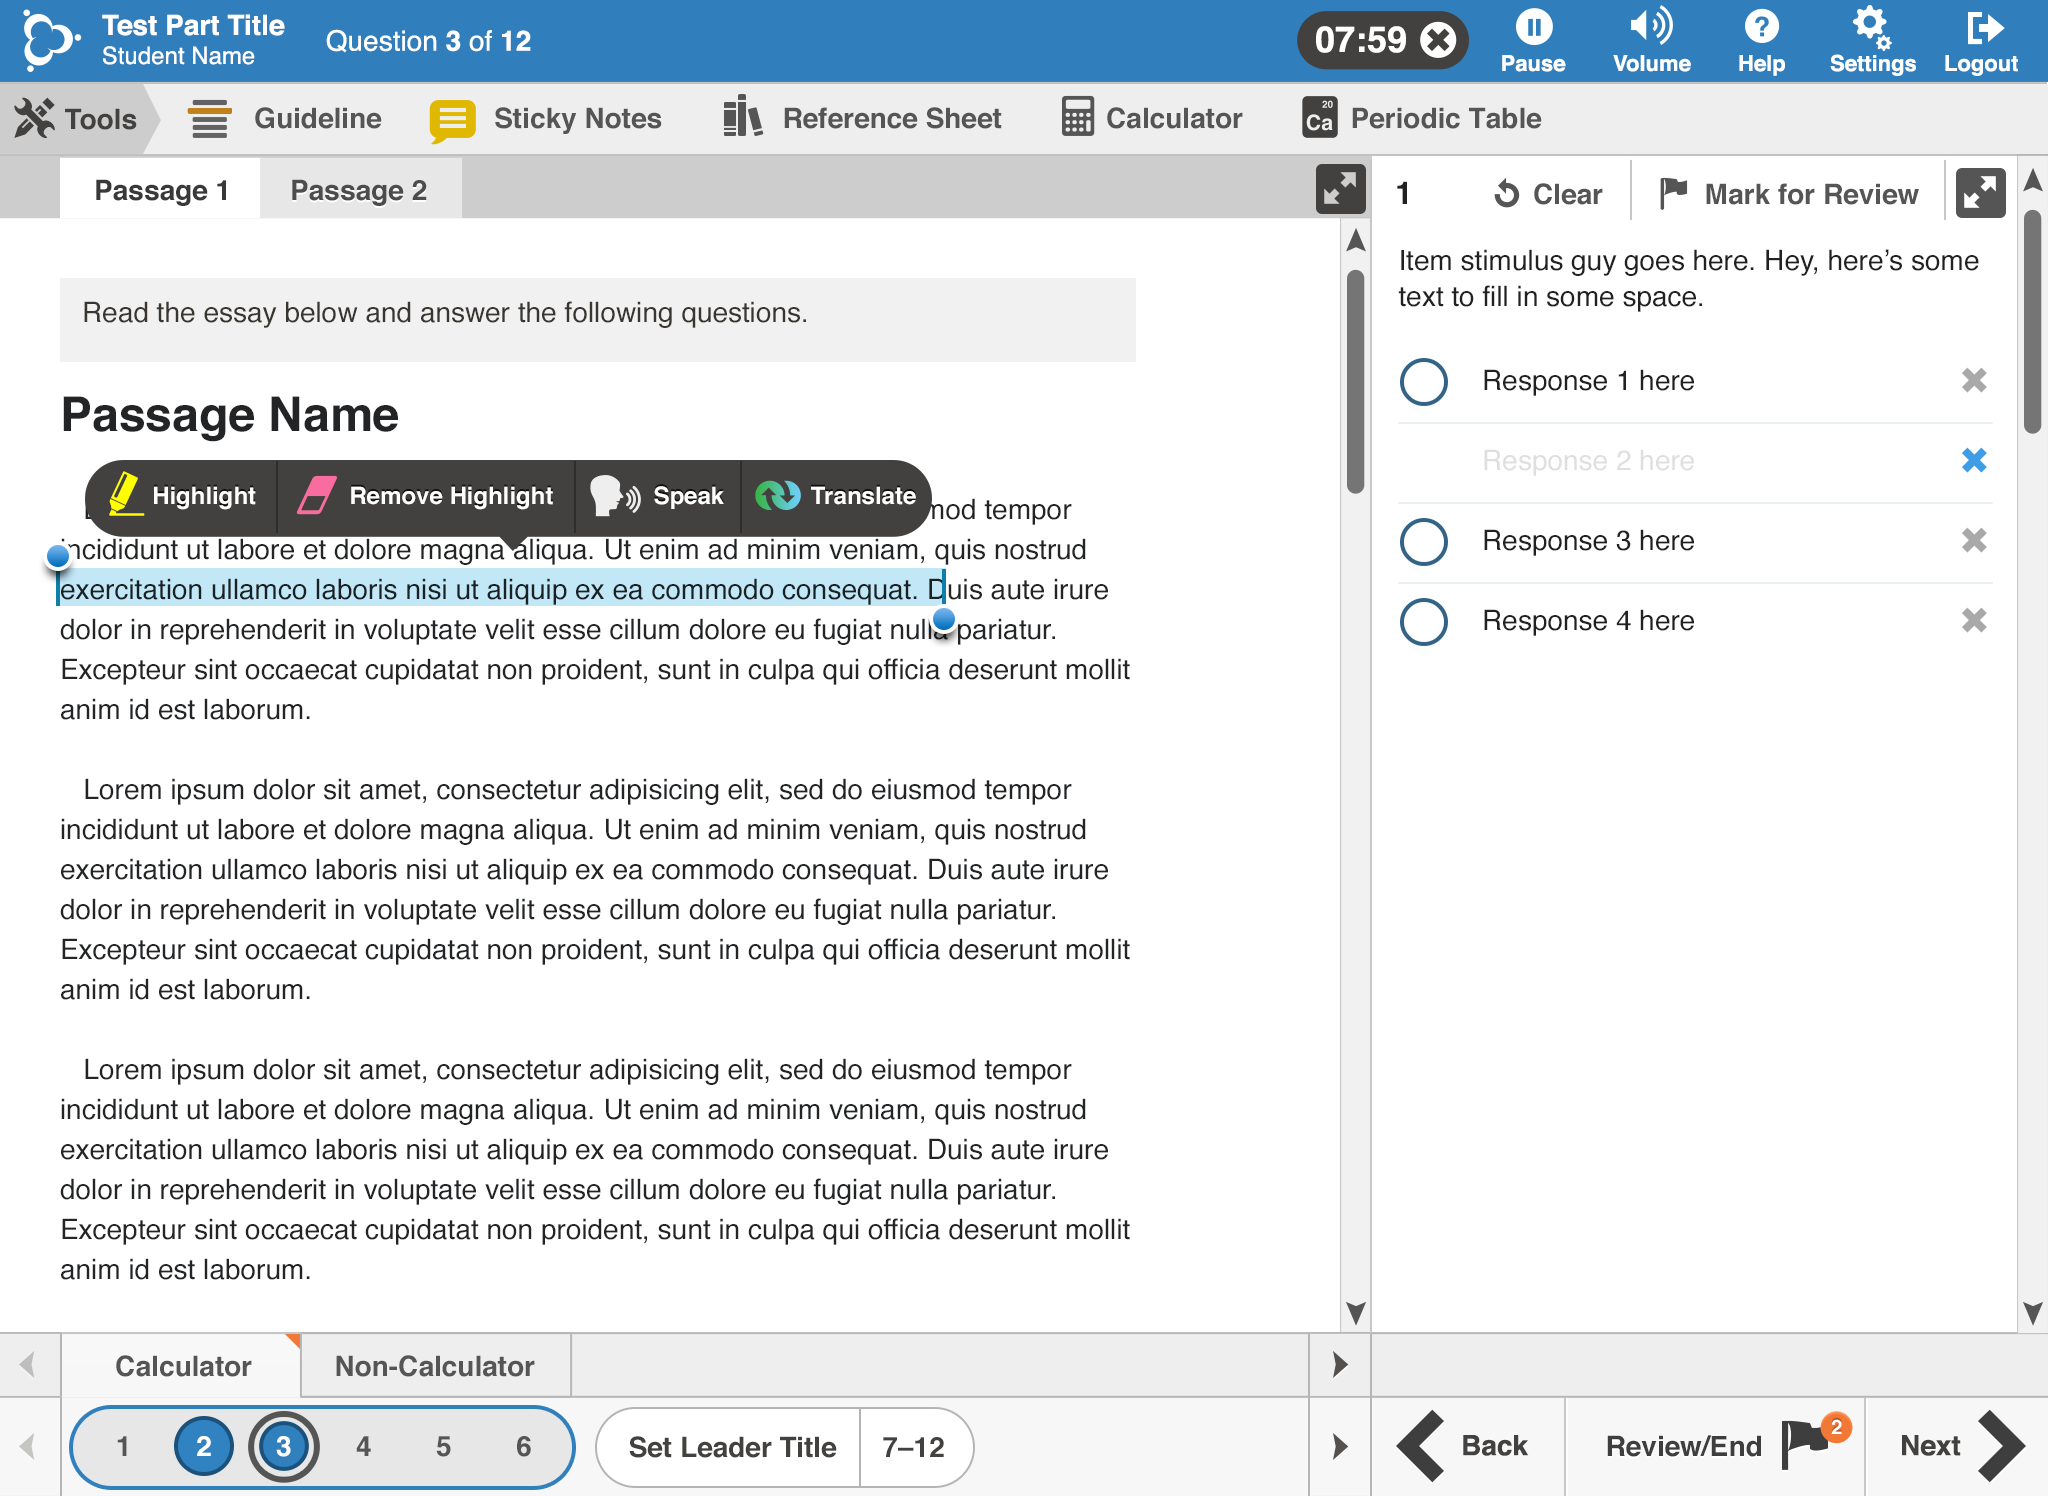 Test Part Title
Student Name
Question 3 of 12
07:59
Pause
Volume
Help
Settings
Logout
Tools
Guideline
Sticky Notes
Reference Sheet
Calculator
20
Ca
Periodic Table
Passage 1
Passage 2
Read the essay below and answer the following questions.
Passage Name
Highlight
Remove Highlight
Speak
Translate
mod tempor
incididunt ut labore et dolore magna aliqua. Ut enim ad minim veniam, quis nostrud
exercitation ullamco laboris nisi ut aliquip ex ea commodo consequat. Duis aute irure
dolor in reprehenderit in voluptate velit esse cillum dolore eu fugiat nulla pariatur.
Excepteur sint occaecat cupidatat non proident, sunt in culpa qui officia deserunt mollit
anim id est laborum.
Lorem ipsum dolor sit amet, consectetur adipisicing elit, sed do eiusmod tempor
incididunt ut labore et dolore magna aliqua. Ut enim ad minim veniam, quis nostrud
exercitation ullamco laboris nisi ut aliquip ex ea commodo consequat. Duis aute irure
dolor in reprehenderit in voluptate velit esse cillum dolore eu fugiat nulla pariatur.
Excepteur sint occaecat cupidatat non proident, sunt in culpa qui officia deserunt mollit
anim id est laborum.
Lorem ipsum dolor sit amet, consectetur adipisicing elit, sed do eiusmod tempor
incididunt ut labore et dolore magna aliqua. Ut enim ad minim veniam, quis nostrud
exercitation ullamco laboris nisi ut aliquip ex ea commodo consequat. Duis aute irure
dolor in reprehenderit in voluptate velit esse cillum dolore eu fugiat nulla pariatur.
Excepteur sint occaecat cupidatat non proident, sunt in culpa qui officia deserunt mollit
anim id est laborum.
1
Clear
Mark for Review
Item stimulus guy goes here. Hey, here’s some
text to fill in some space.
Response 1 here
Response 2 here
Response 3 here
Response 4 here
Calculator
Non-Calculator
1 2 3 4 5 6
Set Leader Title
7–12
Back
Review/End
2
Next